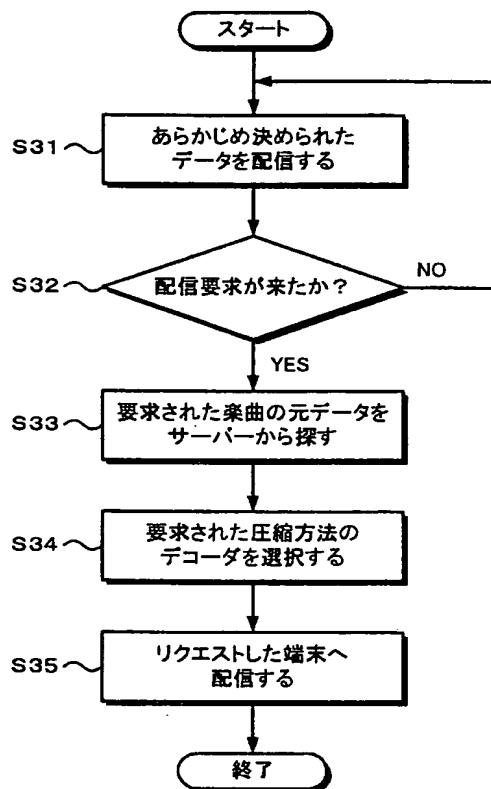 スタート
S31
あらかじめ決められた
データを配信する
S32
配信要求が来たか？
NO
YES
S33
要求された楽曲の元データを
サーバーから探す
S34
要求された圧縮方法の
デコーダを選択する
S35
リクエストした端末へ
配信する
終了